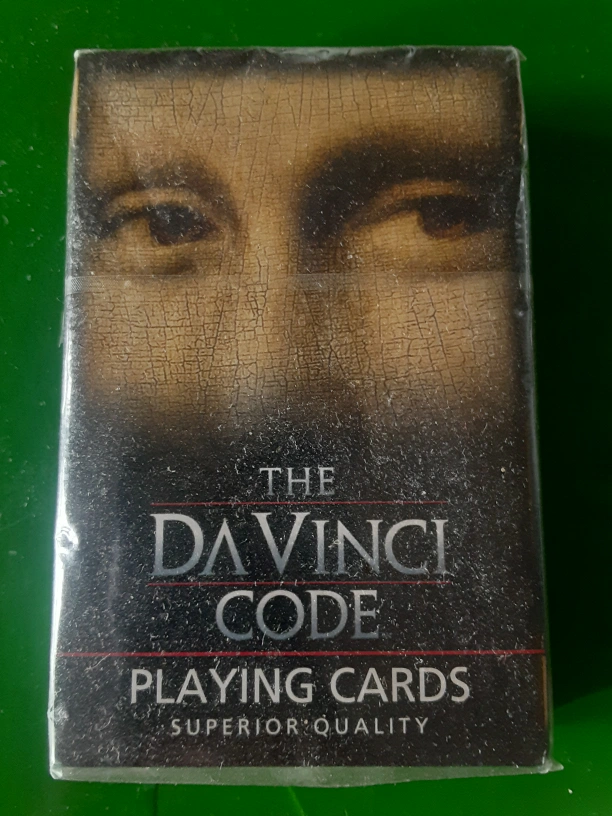 THE
DAVINCI
CODE
PLAYING CARDS
SUPERIOR QUALITY